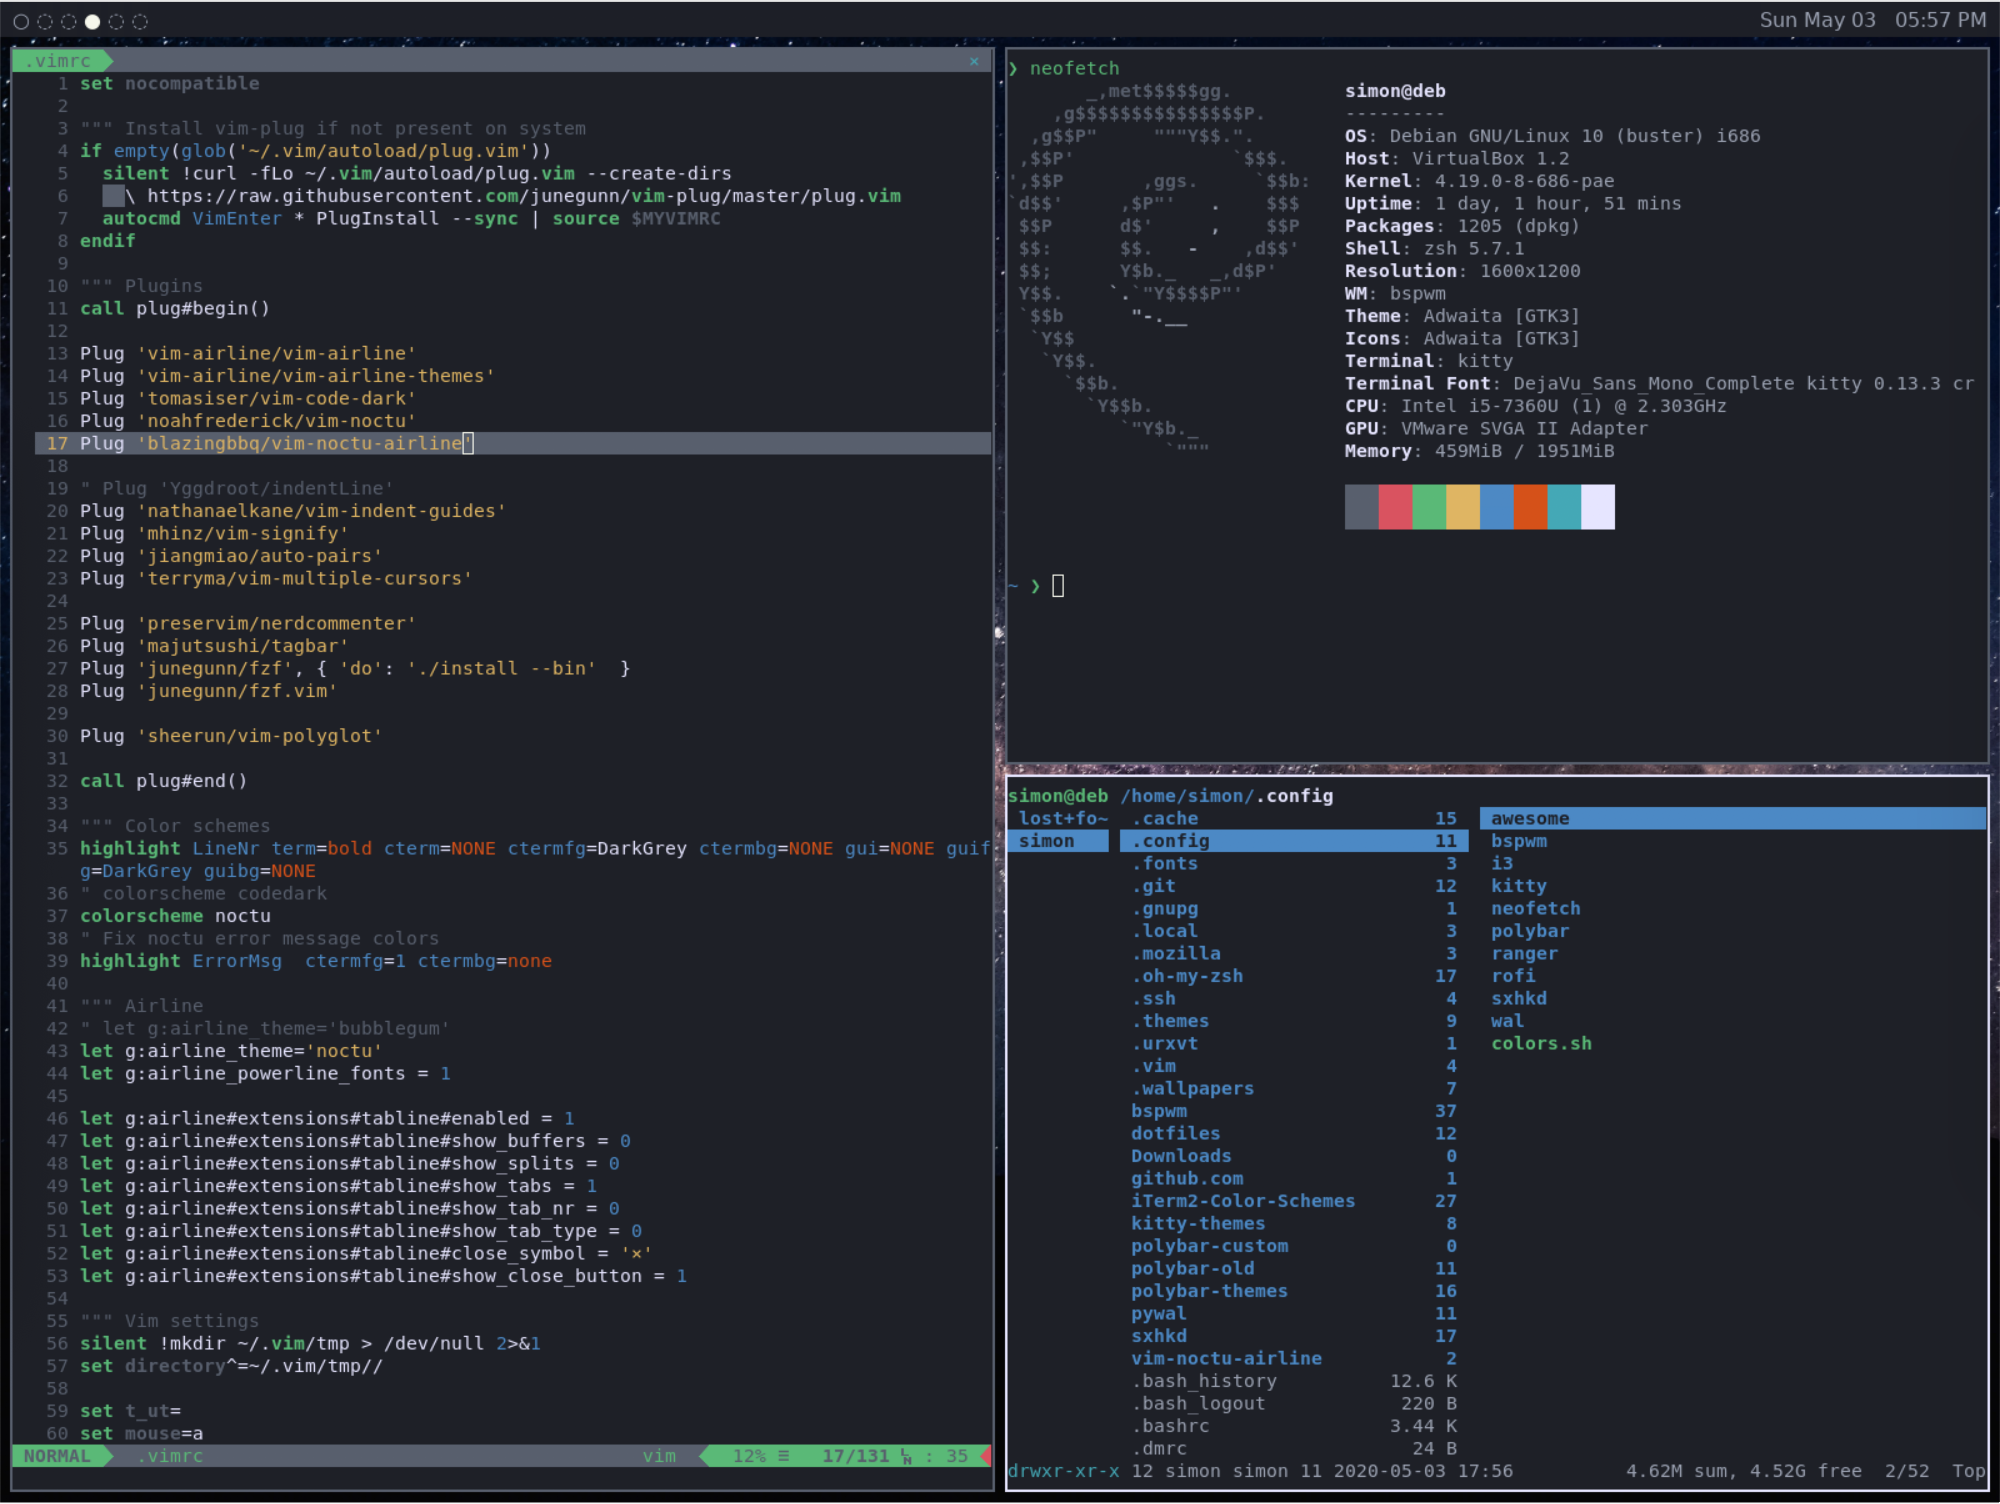 Sun May 03 05:57 PM
.vimrc ×
1 set nocompatible
2
3 """ Install vim-plug if not present on system
4 if empty(glob('~/.vim/autoload/plug.vim'))
5 silent !curl -fLo ~/.vim/autoload/plug.vim --create-dirs
6 \ https://raw.githubusercontent.com/junegunn/vim-plug/master/plug.vim
7 autocmd VimEnter * PlugInstall --sync | source $MYVIMRC
8 endif
9
10 """ Plugins
11 call plug#begin()
12
13 Plug 'vim-airline/vim-airline'
14 Plug 'vim-airline/vim-airline-themes'
15 Plug 'tomasiser/vim-code-dark'
16 Plug 'noahfrederick/vim-noctu'
17 Plug 'blazingbbq/vim-noctu-airline'
18
19 " Plug 'Yggdroot/indentLine'
20 Plug 'nathanaelkane/vim-indent-guides'
21 Plug 'mhinz/vim-signify'
22 Plug 'jiangmiao/auto-pairs'
23 Plug 'terryma/vim-multiple-cursors'
24
25 Plug 'preservim/nerdcommenter'
26 Plug 'majutsushi/tagbar'
27 Plug 'junegunn/fzf', { 'do': './install --bin'  }
28 Plug 'junegunn/fzf.vim'
29
30 Plug 'sheerun/vim-polyglot'
31
32 call plug#end()
33
34 """ Color schemes
35 highlight LineNr term=bold cterm=NONE ctermfg=DarkGrey ctermbg=NONE gui=NONE guif
g=DarkGrey guibg=NONE
36 " colorscheme codedark
37 colorscheme noctu
38 " Fix noctu error message colors
39 highlight ErrorMsg  ctermfg=1 ctermbg=none
40
41 """ Airline
42 " let g:airline_theme='bubblegum'
43 let g:airline_theme='noctu'
44 let g:airline_powerline_fonts = 1
45
46 let g:airline#extensions#tabline#enabled = 1
47 let g:airline#extensions#tabline#show_buffers = 0
48 let g:airline#extensions#tabline#show_splits = 0
49 let g:airline#extensions#tabline#show_tabs = 1
50 let g:airline#extensions#tabline#show_tab_nr = 0
51 let g:airline#extensions#tabline#show_tab_type = 0
52 let g:airline#extensions#tabline#close_symbol = '×'
53 let g:airline#extensions#tabline#show_close_button = 1
54
55 """ Vim settings
56 silent !mkdir ~/.vim/tmp > /dev/null 2>&1
57 set directory^=~/.vim/tmp//
58
59 set t_ut=
60 set mouse=a
NORMAL .vimrc vim 12% ≡ 17/131 : 35
❯ neofetch
_,met$$$$$gg.
,g$$$$$$$$$$$$$$$P.
,g$$P"     """Y$$.".
,$$P'              `$$$.
',$$P       ,ggs.     `$$b:
`d$$'     ,$P"'   .    $$$
$$P      d$'     ,    $$P
$$:      $$.   -    ,d$$'
$$;      Y$b._   _,d$P'
Y$$.    `.`"Y$$$$P"'
`$$b      "-.__
`Y$$
`Y$$.
`$$b.
`Y$$b.
`"Y$b._
`"""
simon@deb
---------
OS: Debian GNU/Linux 10 (buster) i686
Host: VirtualBox 1.2
Kernel: 4.19.0-8-686-pae
Uptime: 1 day, 1 hour, 51 mins
Packages: 1205 (dpkg)
Shell: zsh 5.7.1
Resolution: 1600x1200
WM: bspwm
Theme: Adwaita [GTK3]
Icons: Adwaita [GTK3]
Terminal: kitty
Terminal Font: DejaVu_Sans_Mono_Complete kitty 0.13.3 cr
CPU: Intel i5-7360U (1) @ 2.303GHz
GPU: VMware SVGA II Adapter
Memory: 459MiB / 1951MiB
~ ❯
simon@deb /home/simon/.config
lost+fo~
simon
.cache 15
.config 11
.fonts 3
.git 12
.gnupg 1
.local 3
.mozilla 3
.oh-my-zsh 17
.ssh 4
.themes 9
.urxvt 1
.vim 4
.wallpapers 7
bspwm 37
dotfiles 12
Downloads 0
github.com 1
iTerm2-Color-Schemes 27
kitty-themes 8
polybar-custom 0
polybar-old 11
polybar-themes 16
pywal 11
sxhkd 17
vim-noctu-airline 2
.bash_history 12.6 K
.bash_logout 220 B
.bashrc 3.44 K
.dmrc 24 B
awesome
bspwm
i3
kitty
neofetch
polybar
ranger
rofi
sxhkd
wal
colors.sh
drwxr-xr-x 12 simon simon 11 2020-05-03 17:56 4.62M sum, 4.52G free 2/52 Top